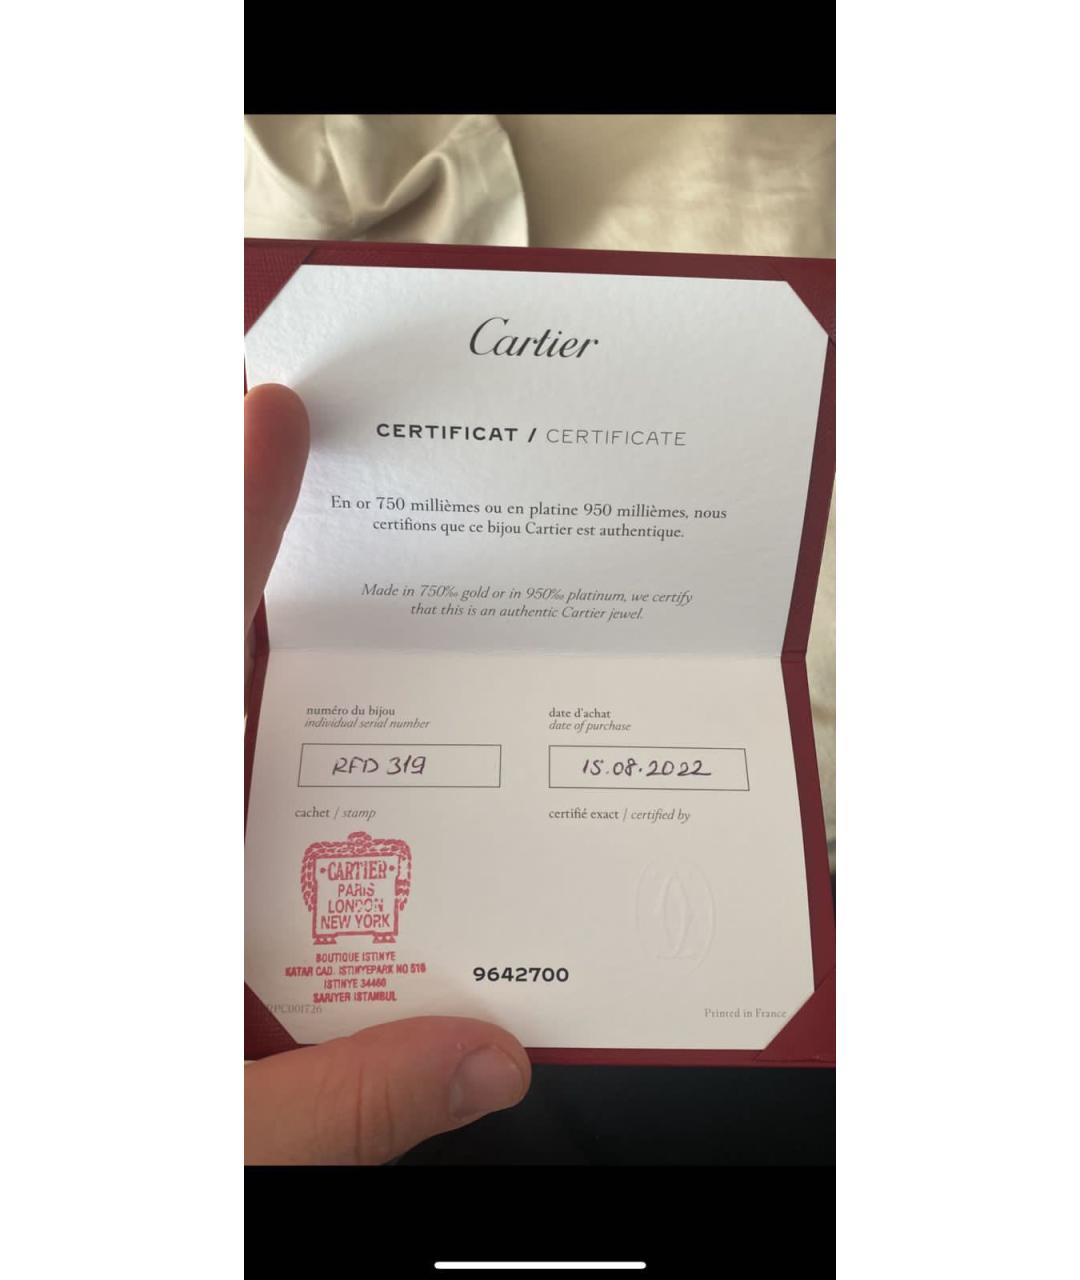 Cartier
CERTIFICAT / CERTIFICATE
En or 750 millièmes ou en platine 950 millièmes, nous
certifions que ce bijou Cartier est authentique.
Made in 750‰ gold or in 950‰ platinum, we certify
that this is an authentic Cartier jewel.
numéro du bijou
individual serial number
RFD 319
date d'achat
date of purchase
15.08.2022
cachet / stamp
CARTIER
PARIS
LONDON
NEW YORK
BOUTIQUE ISTINYE
KATAR CAD. ISTINYEPARK NO 516
ISTINYE 34460
SARIYER ISTANBUL
certifié exact / certified by
9642700
RPC001726
Printed in France